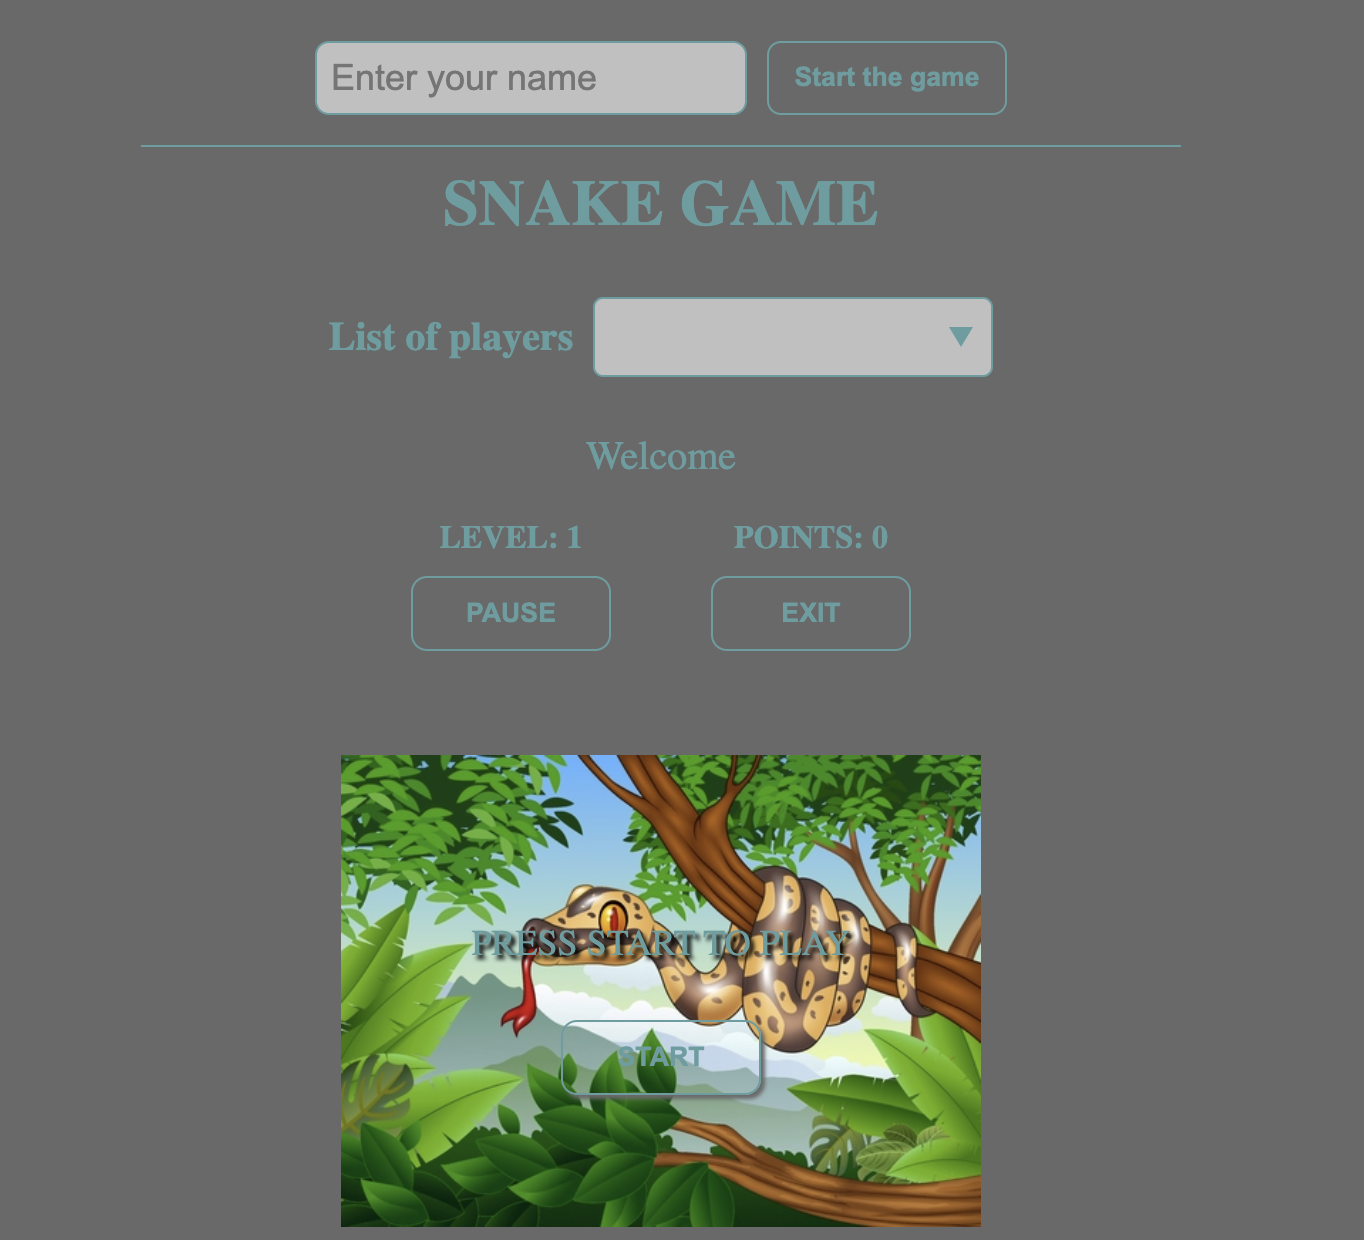 Enter your name
Start the game
SNAKE GAME
List of players
Welcome
LEVEL: 1
POINTS: 0
PAUSE
EXIT
PRESS START TO PLAY
START